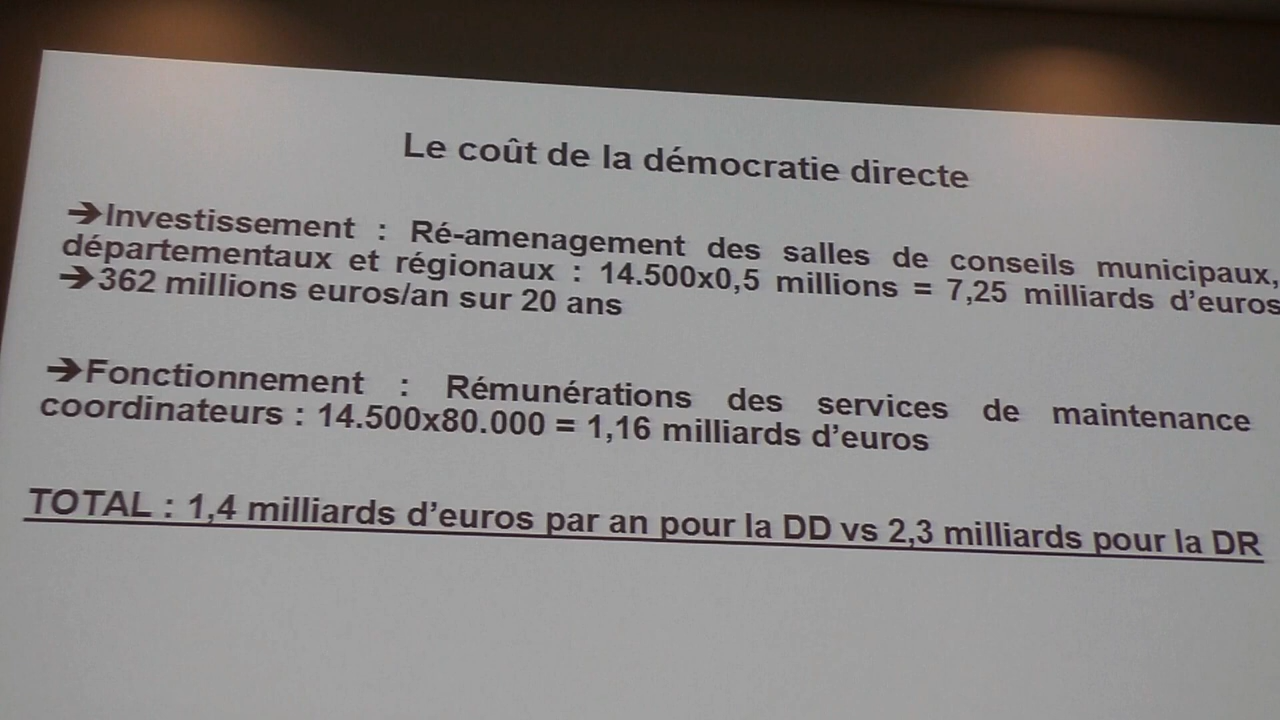 Le coût de la démocratie directe
➔Investissement : Ré-amenagement des salles de conseils municipaux,
départementaux et régionaux : 14.500x0,5 millions = 7,25 milliards d'euros
➔362 millions euros/an sur 20 ans
➔Fonctionnement : Rémunérations des services de maintenance
coordinateurs : 14.500x80.000 = 1,16 milliards d'euros
TOTAL : 1,4 milliards d'euros par an pour la DD vs 2,3 milliards pour la DR